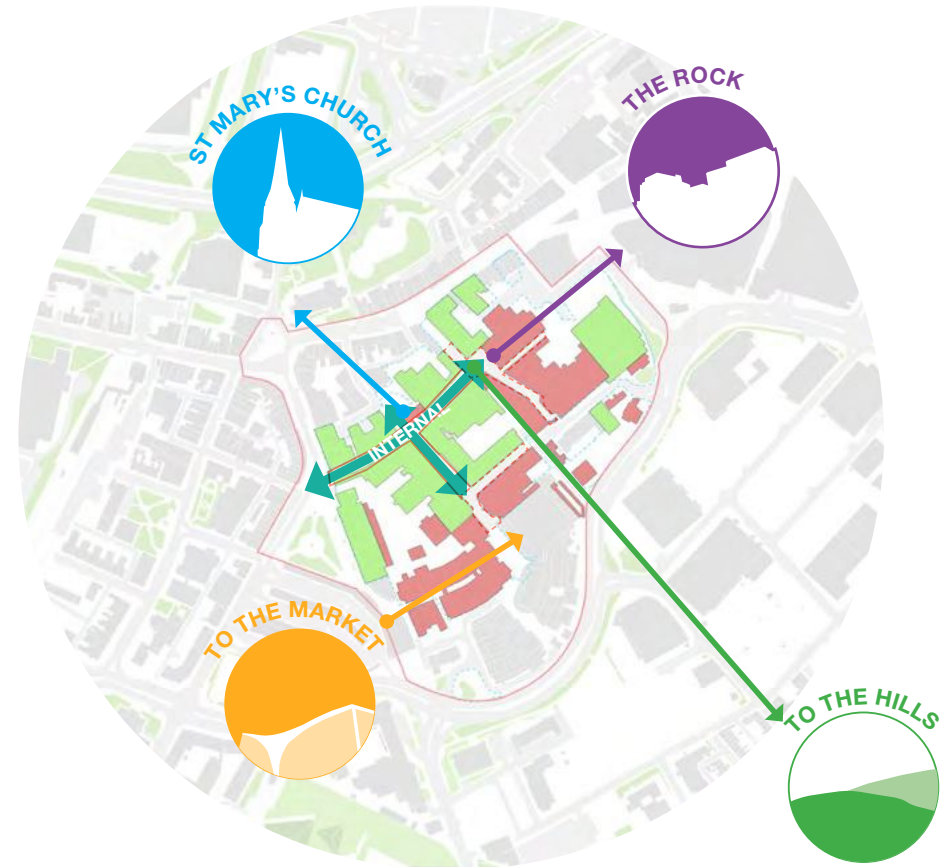 THE ROCK
ST MARY'S CHURCH
INTERNAL
TO THE MARKET
TO THE HILLS